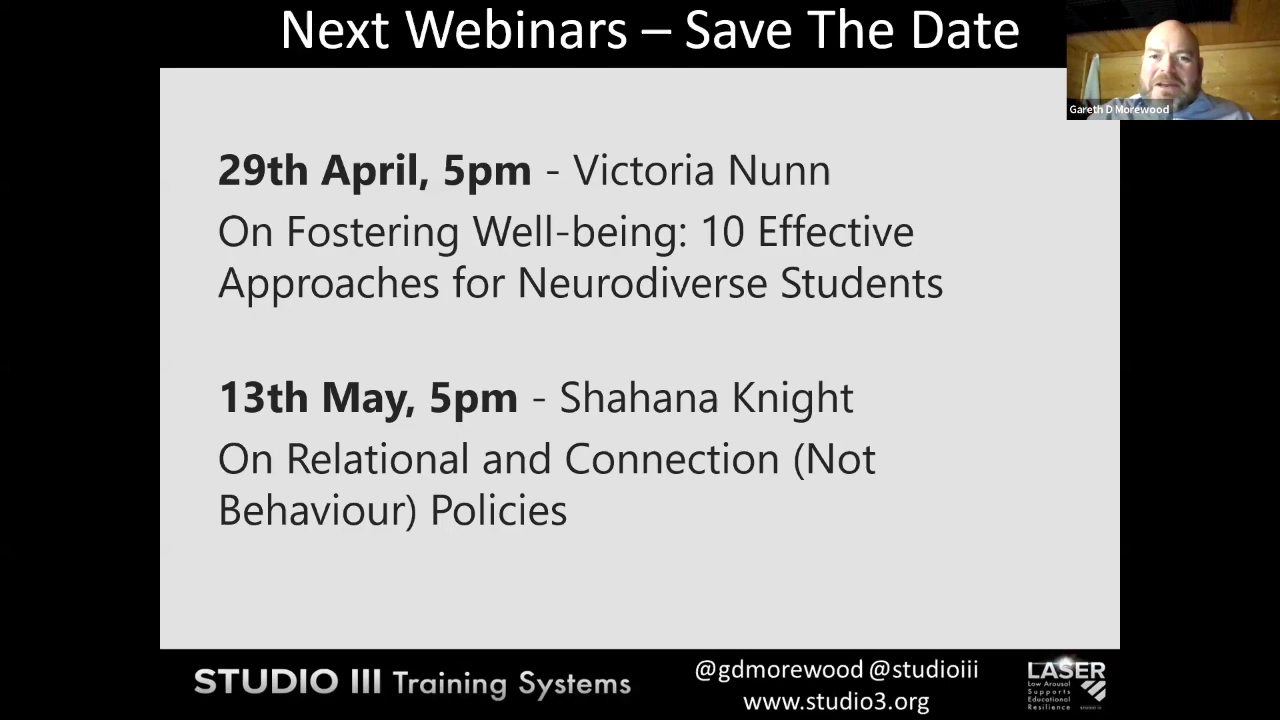 Next Webinars – Save The Date
Gareth D Morewood
29th April, 5pm - Victoria Nunn
On Fostering Well-being: 10 Effective
Approaches for Neurodiverse Students
13th May, 5pm - Shahana Knight
On Relational and Connection (Not
Behaviour) Policies
STUDIO III Training Systems
@gdmorewood @studioiii
www.studio3.org
LASER
Low Arousal
Supports
Educational
Resilience